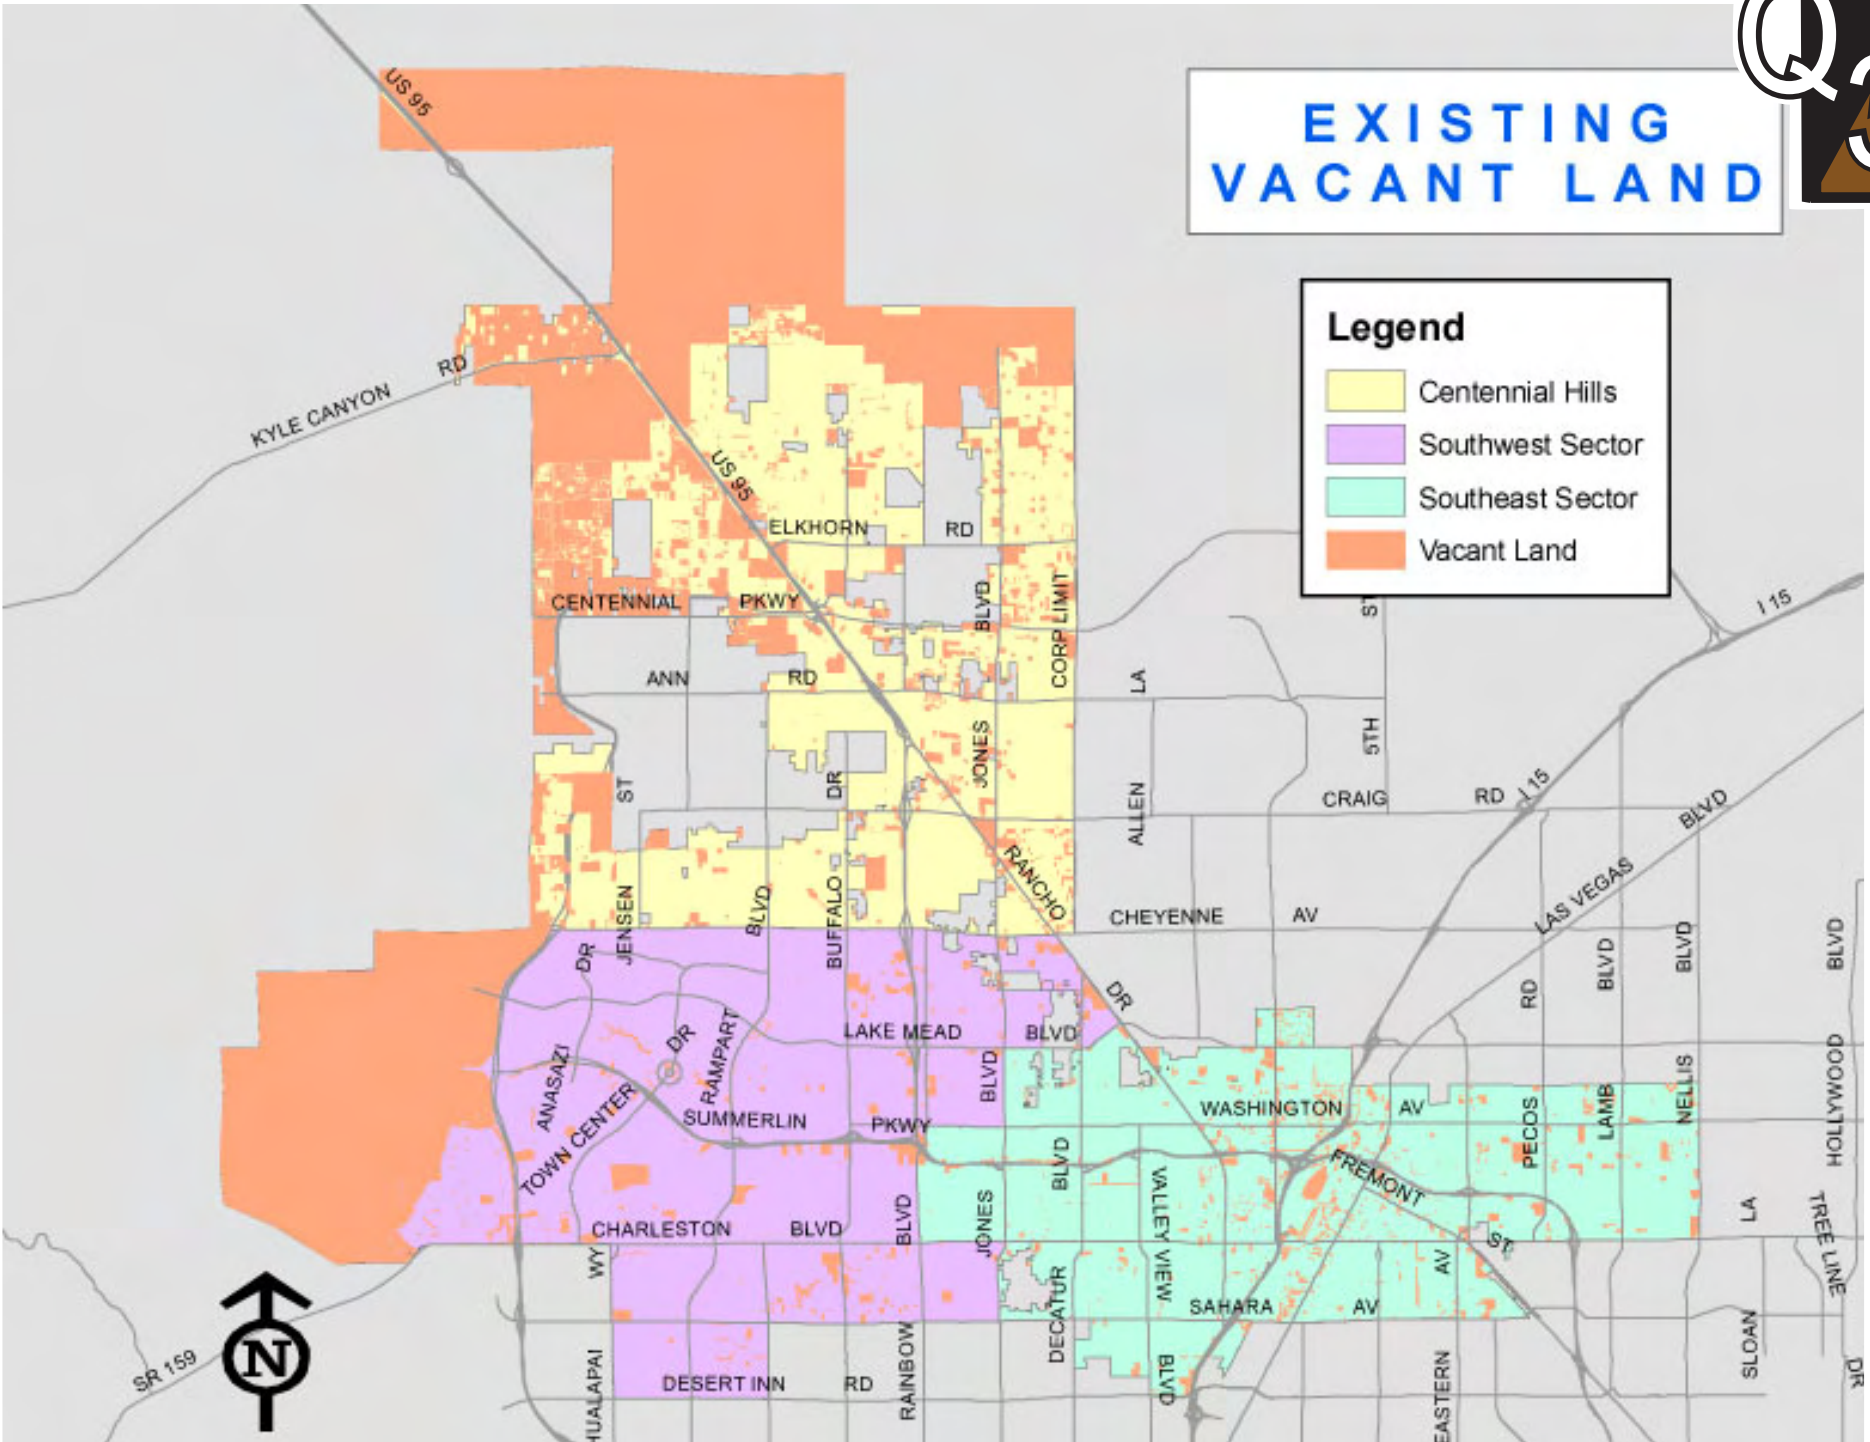 Q
EXISTING
VACANT LAND
Legend
Centennial Hills
Southwest Sector
Southeast Sector
Vacant Land
US 95
KYLE CANYON
RD
US 95
ELKHORN
RD
CENTENNIAL
PKWY
BLVD
CORP LIMIT
ST
I 15
ANN
RD
LA
ST
DR
JONES
5TH
ALLEN
CRAIG
RD
I 15
BLVD
RANCHO
JENSEN
BLVD
BUFFALO
CHEYENNE
AV
LAS VEGAS
BLVD
BLVD
BLVD
DR
DR
RD
LAKE MEAD
BLVD
DR
RAMPART
ANASAZI
BLVD
TOWN CENTER
SUMMERLIN
PKWY
WASHINGTON
AV
PECOS
LAMB
NELLIS
HOLLYWOOD
BLVD
FREMONT
VALLEY VIEW
CHARLESTON
BLVD
BLVD
JONES
ST
LA
TREE LINE
WY
DECATUR
SAHARA
AV
AV
SR 159
N
HUALAPAI
DESERT INN
RD
RAINBOW
BLVD
EASTERN
SLOAN
DR